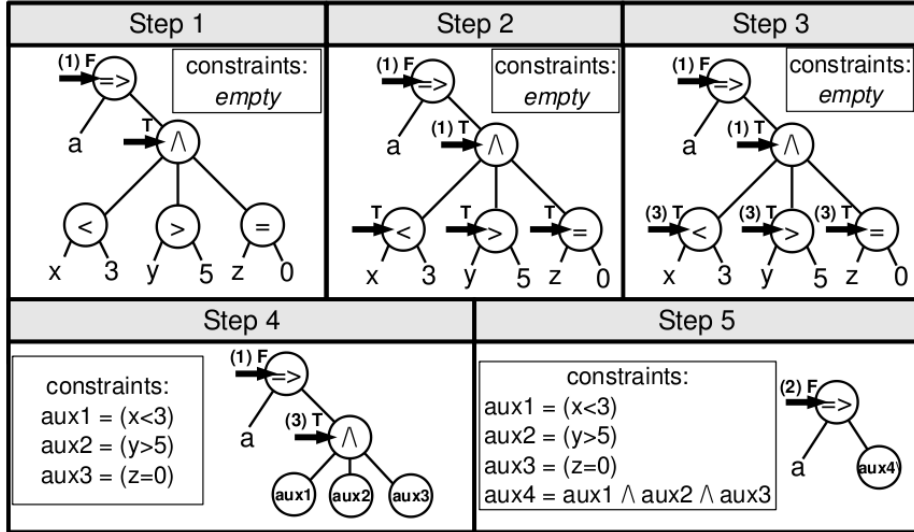 Step 1
Step 2
Step 3
(1) F
=>
constraints:
empty
a
T
/\
<
>
=
x
3
y
5
z
0
(1) F
=>
constraints:
empty
a
(1) T
/\
T
<
T
>
T
=
x
3
y
5
z
0
(1) F
=>
constraints:
empty
a
(1) T
/\
(3) T
<
(3) T
>
(3) T
=
x
3
y
5
z
0
Step 4
Step 5
constraints:
aux1 = (x<3)
aux2 = (y>5)
aux3 = (z=0)
(1) F
=>
a
(3) T
/\
aux1
aux2
aux3
constraints:
aux1 = (x<3)
aux2 = (y>5)
aux3 = (z=0)
aux4 = aux1 /\ aux2 /\ aux3
(2) F
=>
a
aux4\